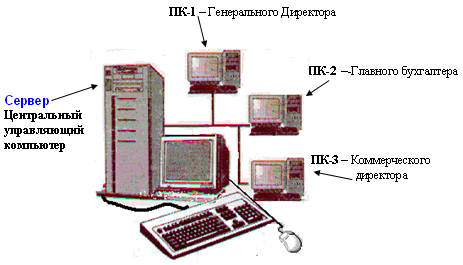 ПК-1 – Генерального Директора
ПК-2 –Главного бухгалтера
Сервер
Центральный
управляющий
компьютер
ПК-3 – Коммерческого
директора